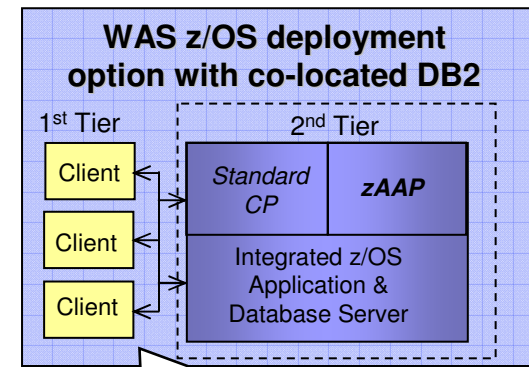 WAS z/OS deployment
option with co-located DB2
1st Tier
2nd Tier
Client
Client
Client
Standard
CP
zAAP
Integrated z/OS
Application &
Database Server